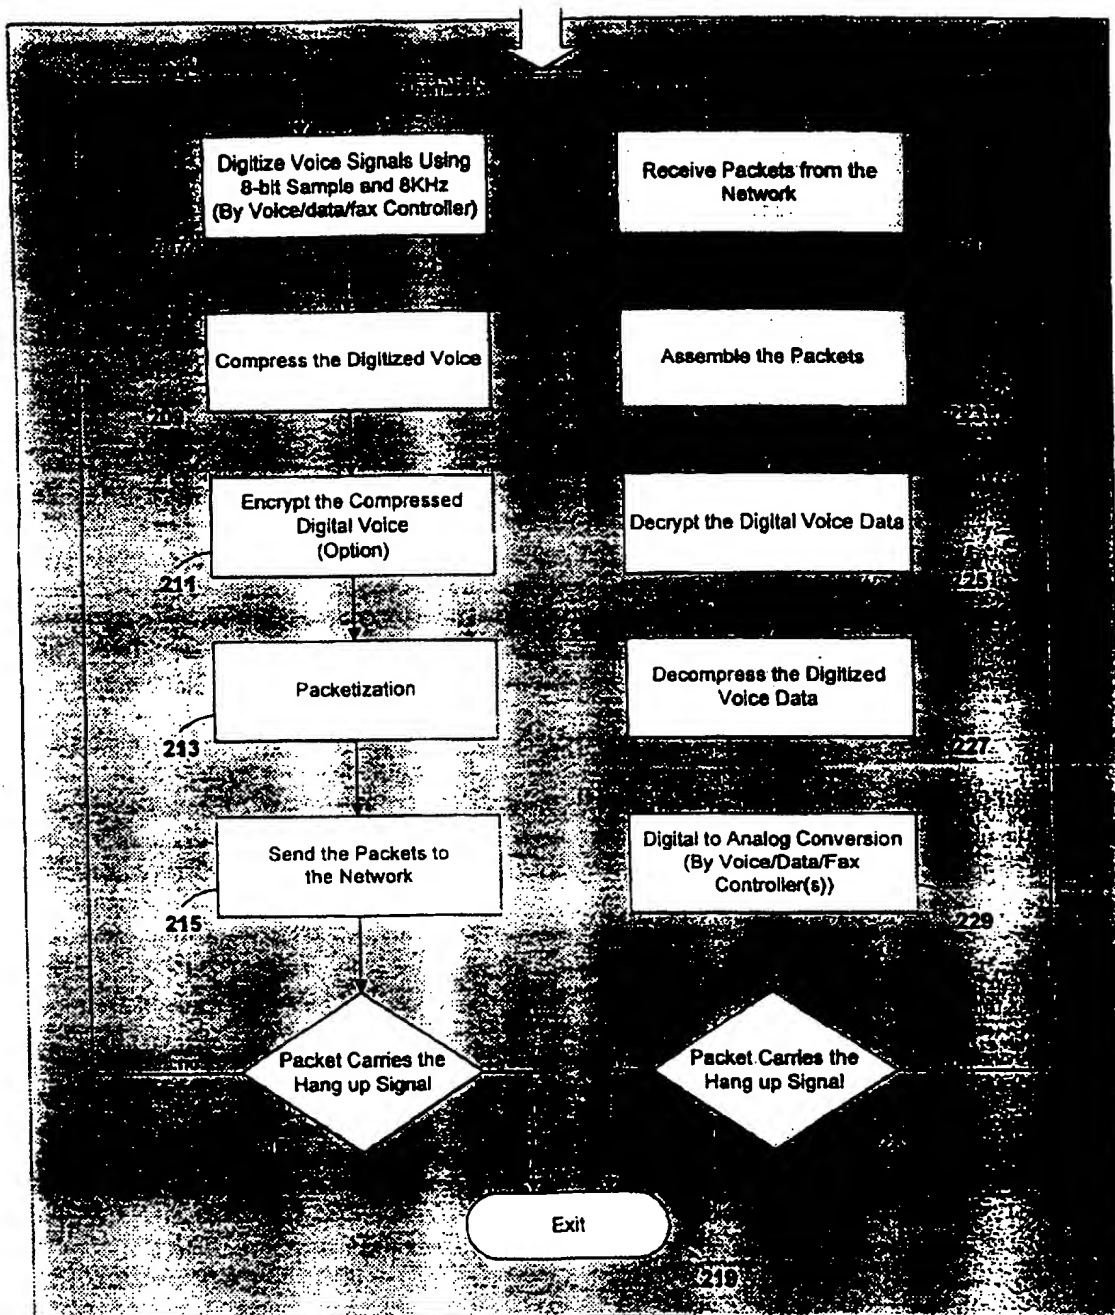 Digitize Voice Signals Using
8-bit Sample and 8KHz
(By Voice/data/fax Controller)
Compress the Digitized Voice
209
Encrypt the Compressed
Digital Voice
(Option)
211
Packetization
213
Send the Packets to
the Network
215
Packet Carries the
Hang up Signal
Receive Packets from the
Network
Assemble the Packets
223
Decrypt the Digital Voice Data
225
Decompress the Digitized
Voice Data
227
Digital to Analog Conversion
(By Voice/Data/Fax
Controller(s))
229
Packet Carries the
Hang up Signal
Exit
219